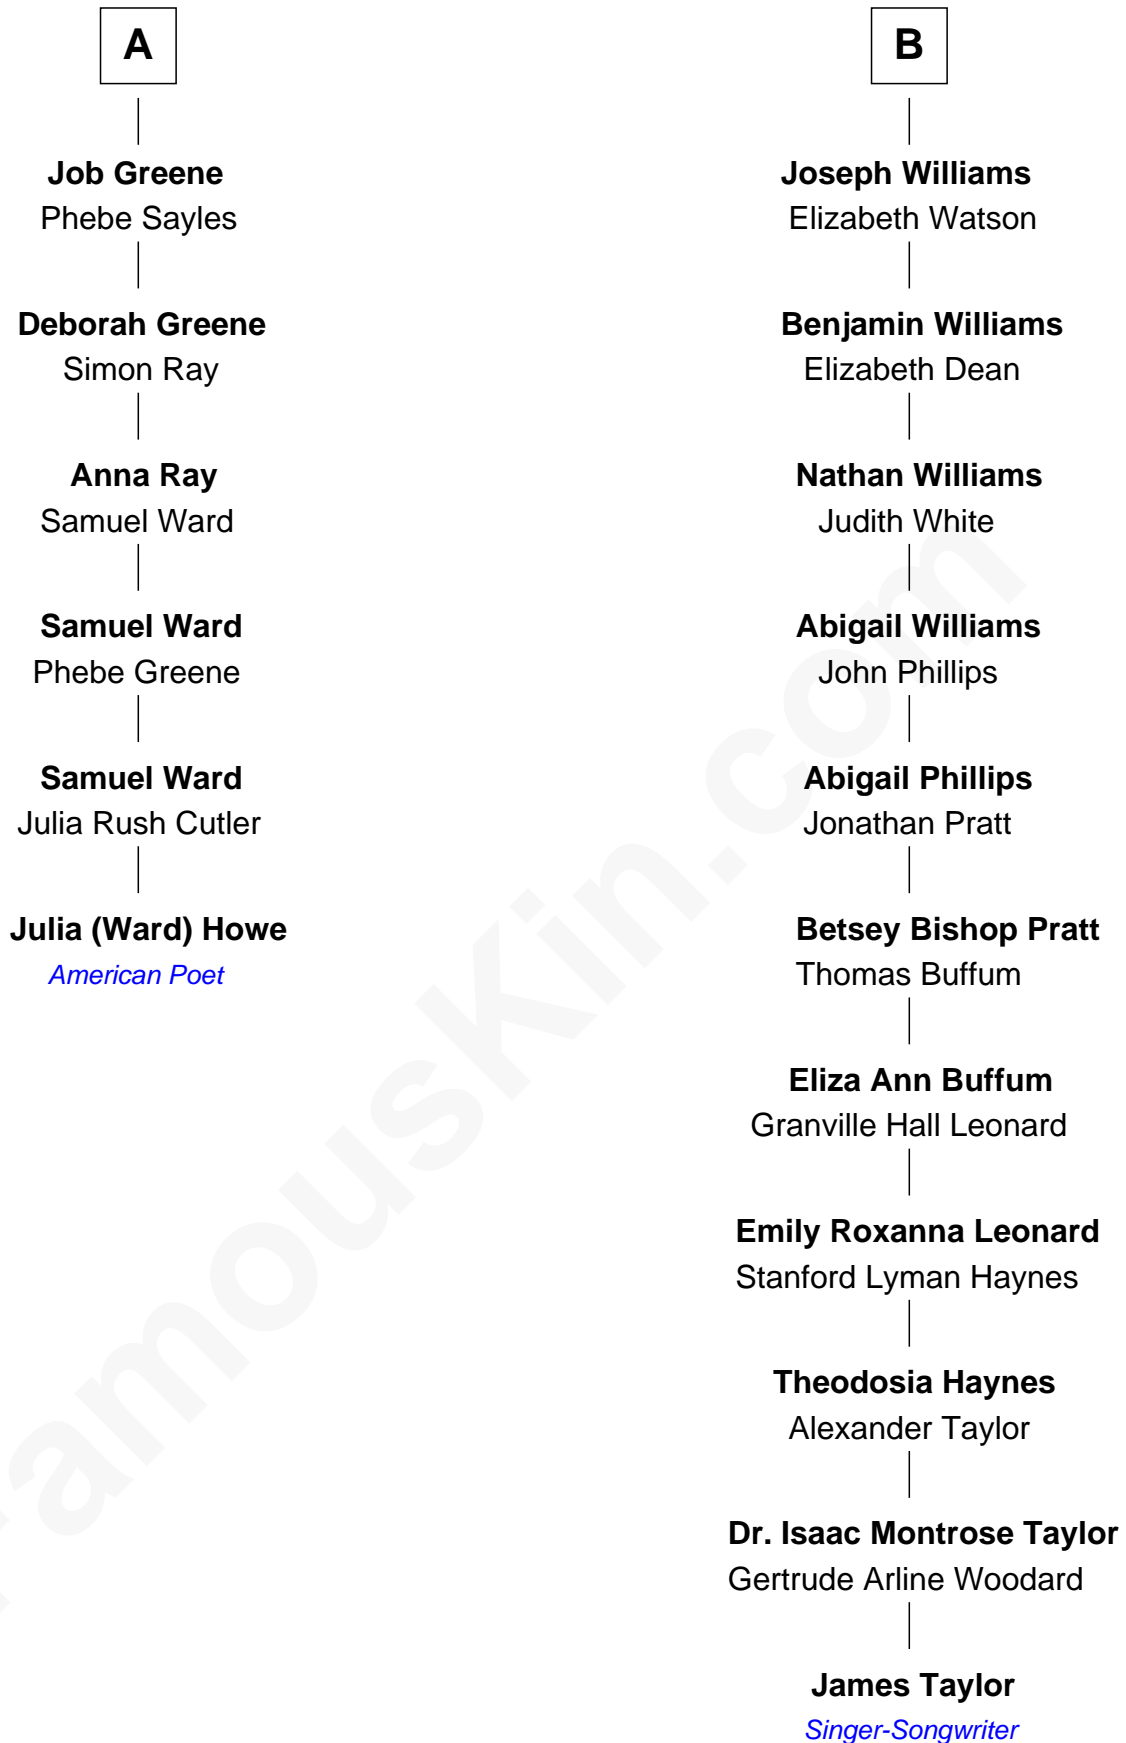 A
Job Greene
Phebe Sayles
Deborah Greene
Simon Ray
Anna Ray
Samuel Ward
Samuel Ward
Phebe Greene
Samuel Ward
Julia Rush Cutler
Julia (Ward) Howe
American Poet
B
Joseph Williams
Elizabeth Watson
Benjamin Williams
Elizabeth Dean
Nathan Williams
Judith White
Abigail Williams
John Phillips
Abigail Phillips
Jonathan Pratt
Betsey Bishop Pratt
Thomas Buffum
Eliza Ann Buffum
Granville Hall Leonard
Emily Roxanna Leonard
Stanford Lyman Haynes
Theodosia Haynes
Alexander Taylor
Dr. Isaac Montrose Taylor
Gertrude Arline Woodard
James Taylor
Singer-Songwriter
FamousKin.com